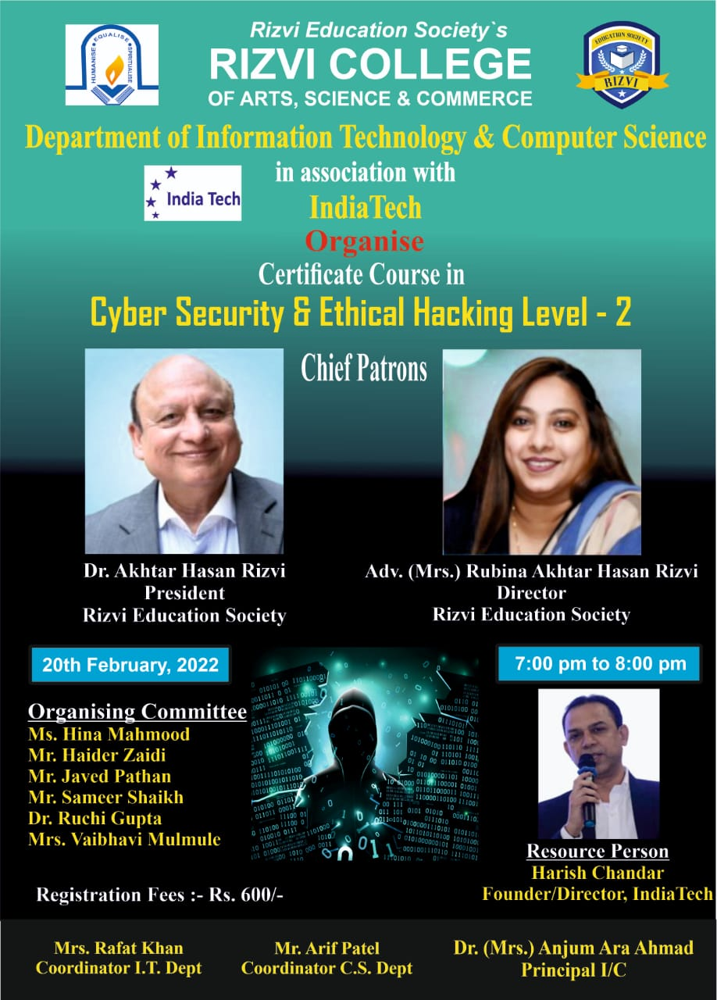 HUMANISE • EQUALISE • SPIRITUALISE
Rizvi Education Society`s
RIZVI COLLEGE
OF ARTS, SCIENCE & COMMERCE
EDUCATION SOCIETY
RIZVI
Department of Information Technology & Computer Science
in association with
India Tech
IndiaTech
Organise
Certificate Course in
Cyber Security & Ethical Hacking Level - 2
Chief Patrons
Dr. Akhtar Hasan Rizvi
President
Rizvi Education Society
Adv. (Mrs.) Rubina Akhtar Hasan Rizvi
Director
Rizvi Education Society
20th February, 2022
7:00 pm to 8:00 pm
Organising Committee
Ms. Hina Mahmood
Mr. Haider Zaidi
Mr. Javed Pathan
Mr. Sameer Shaikh
Dr. Ruchi Gupta
Mrs. Vaibhavi Mulmule
Resource Person
Harish Chandar
Founder/Director, IndiaTech
Registration Fees :- Rs. 600/-
Mrs. Rafat Khan
Coordinator I.T. Dept
Mr. Arif Patel
Coordinator C.S. Dept
Dr. (Mrs.) Anjum Ara Ahmad
Principal I/C